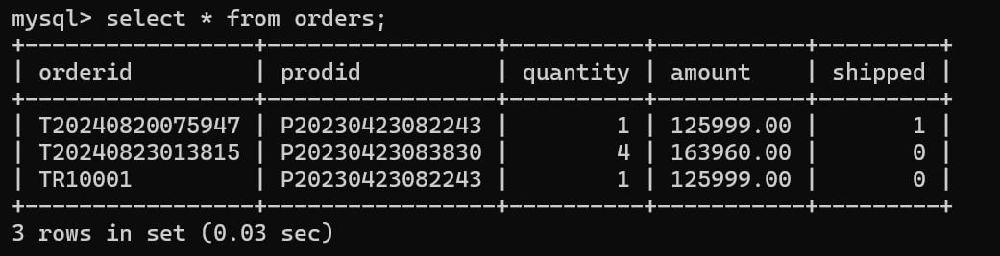 mysql> select * from orders;
+-----------------+-----------------+----------+-----------+---------+
| orderid         | prodid          | quantity | amount    | shipped |
+-----------------+-----------------+----------+-----------+---------+
| T20240820075947 | P20230423082243 |        1 | 125999.00 |       1 |
| T20240823013815 | P20230423083830 |        4 | 163960.00 |       0 |
| TR10001         | P20230423082243 |        1 | 125999.00 |       0 |
+-----------------+-----------------+----------+-----------+---------+
3 rows in set (0.03 sec)